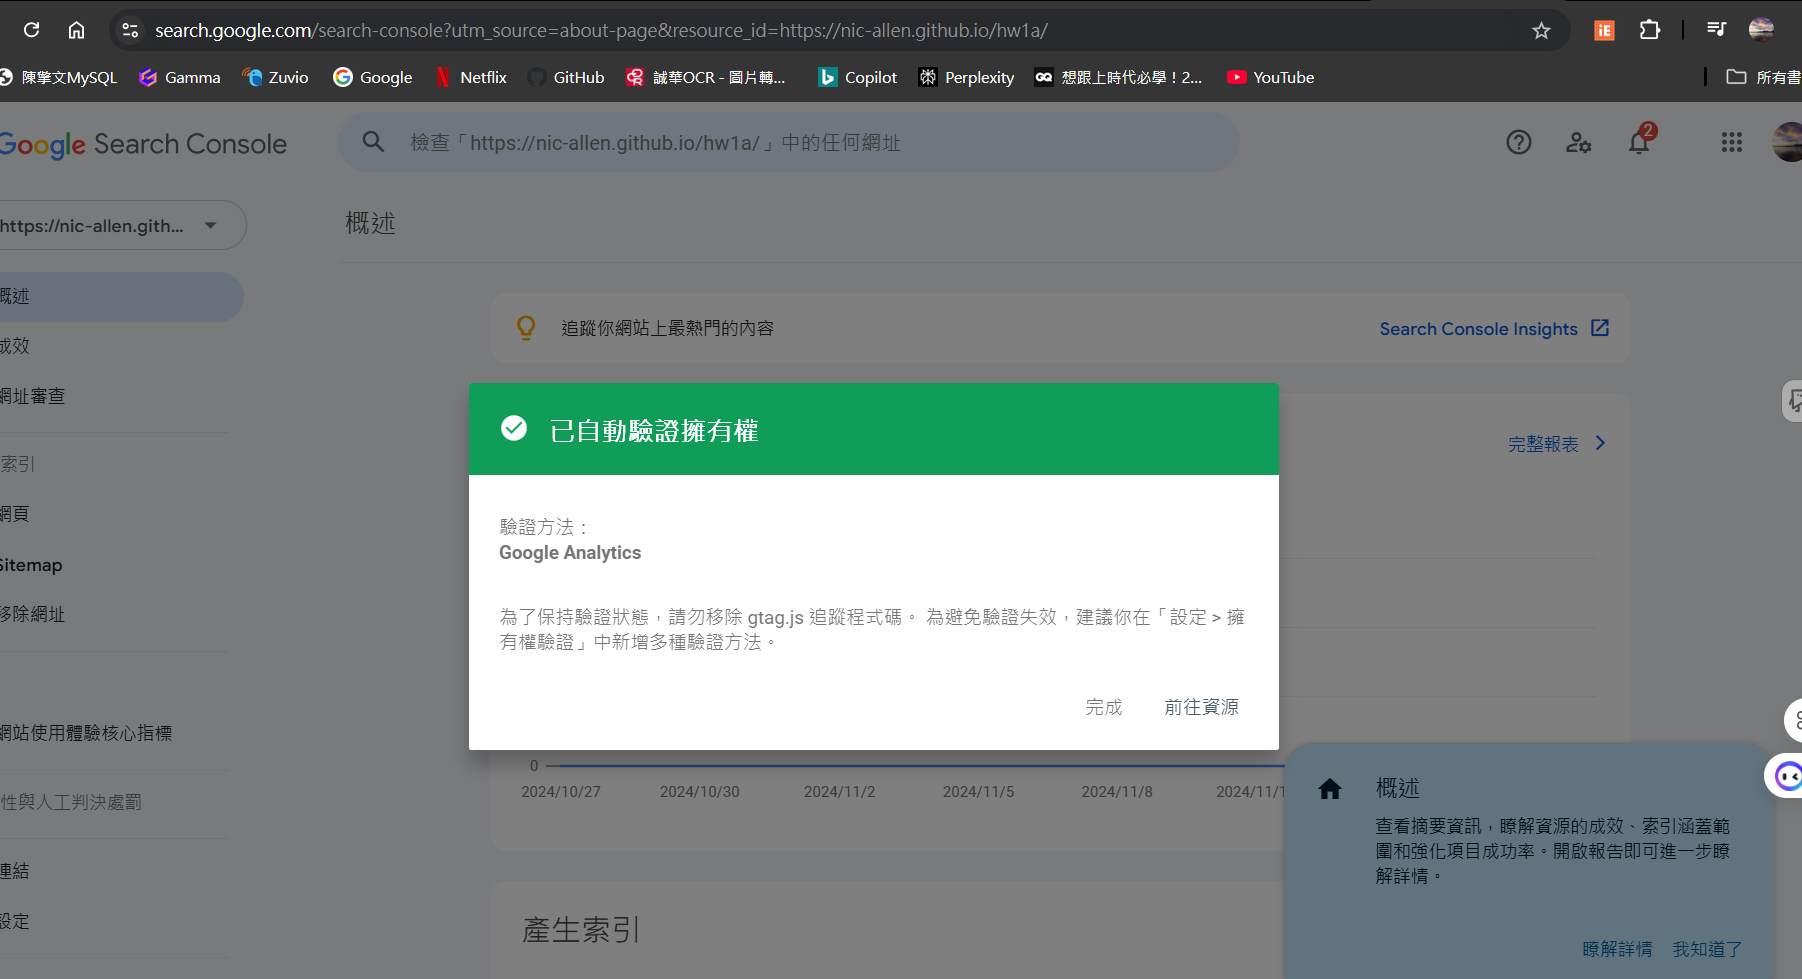 search.google.com/search-console?utm_source=about-page&resource_id=https://nic-allen.github.io/hw1a/
陳擎文MySQL Gamma Zuvio Google Netflix GitHub 誠華OCR - 圖片轉... Copilot Perplexity 想跟上時代必學！2... YouTube 所有書
Google Search Console
檢查「https://nic-allen.github.io/hw1a/」中的任何網址
2
https://nic-allen.gith...
概述
概述
成效
網址審查
索引
網頁
Sitemap
移除網址
網站使用體驗核心指標
性與人工判決處罰
連結
設定
追蹤你網站上最熱門的內容
Search Console Insights
完整報表
已自動驗證擁有權
驗證方法：
Google Analytics
為了保持驗證狀態，請勿移除 gtag.js 追蹤程式碼。 為避免驗證失效，建議你在「設定 > 擁
有權驗證」中新增多種驗證方法。
完成 前往資源
0
2024/10/27 2024/10/30 2024/11/2 2024/11/5 2024/11/8 2024/11/1
產生索引
概述
查看摘要資訊，瞭解資源的成效、索引涵蓋範
圍和強化項目成功率。開啟報告即可進一步瞭
解詳情。
瞭解詳情 我知道了